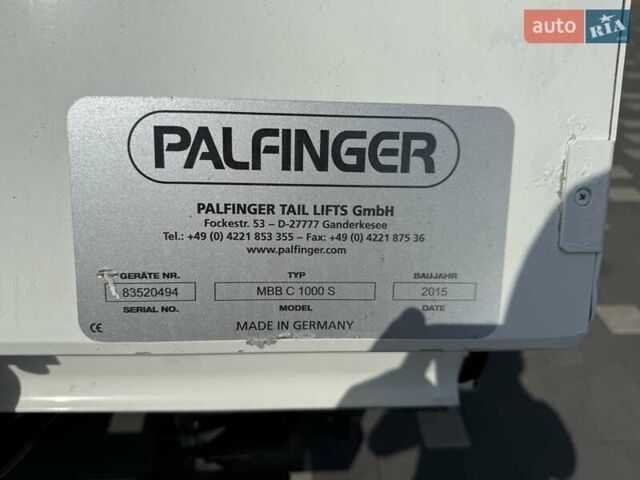 auto RIA
PALFINGER
PALFINGER TAIL LIFTS GmbH
Fockestr. 53 – D-27777 Ganderkesee
Tel.: +49 (0) 4221 853 355 – Fax: +49 (0) 4221 875 36
www.palfinger.com
GERÄTE NR. TYP BAUJAHR
83520494 MBB C 1000 S 2015
SERIAL NO. MODEL DATE
CE MADE IN GERMANY